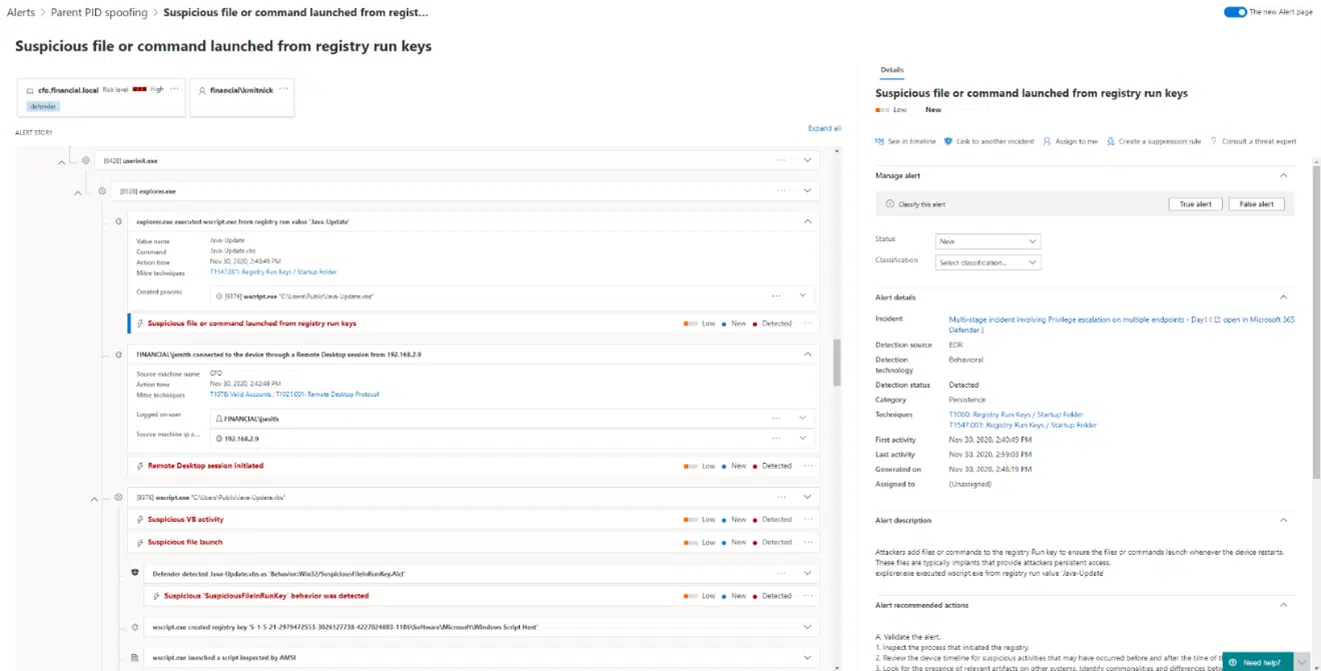 Alerts > Parent PID spoofing > Suspicious file or command launched from regist...
The new Alert page
Suspicious file or command launched from registry run keys
cfo.financial.local Risk level High ...
defender
financial\kmitnick ...
ALERT STORY
Expand all
[6420] userinit.exe
explorer.exe
explorer.exe executed wscript.exe from registry run value 'Java-Update'
Value name Java-Update
Command Java-Update.vbs
Action time Nov 30, 2020, 2:40:49 PM
Mitre techniques T1547.001: Registry Run Keys / Startup Folder
Created process [9376] wscript.exe "C:\Users\Public\Java-Update.vbs"
Suspicious file or command launched from registry run keys Low New Detected ...
FINANCIAL\jsmith connected to the device through a Remote Desktop session from 192.168.2.9
Source machine name CFO
Action time Nov 30, 2020, 2:42:49 PM
Mitre techniques T1078: Valid Accounts ; T1021.001: Remote Desktop Protocol
Logged on user FINANCIAL\jsmith
Source machine ip a... 192.168.2.9
Remote Desktop session initiated Low New Detected ...
[9376] wscript.exe "C:\Users\Public\Java-Update.vbs"
Suspicious VB activity Low New Detected ...
Suspicious file launch Low New Detected ...
Defender detected Java-Update.vbs as 'Behavior:Win32/SuspiciousFileInRunKey.A!cl'
Suspicious 'SuspiciousFileInRunKey' behavior was detected Low New Detected ...
wscript.exe created registry key 'S-1-5-21-2979472553-3026127738-4227024803-1106\Software\Microsoft\Windows Script Host'
wscript.exe launched a script inspected by AMSI
Details
Suspicious file or command launched from registry run keys
Low New
See in timeline Link to another incident Assign to me Create a suppression rule Consult a threat expert
Manage alert
Classify this alert True alert False alert
Status New
Classification Select classification...
Alert details
Incident Multi-stage incident involving Privilege escalation on multiple endpoints - Day1 ( open in Microsoft 365
Defender )
Detection source EDR
Detection Behavioral
technology
Detection status Detected
Category Persistence
Techniques T1060: Registry Run Keys / Startup Folder
T1547.001: Registry Run Keys / Startup Folder
First activity Nov 30, 2020, 2:40:49 PM
Last activity Nov 30, 2020, 2:59:03 PM
Generated on Nov 30, 2020, 2:46:19 PM
Assigned to (Unassigned)
Alert description
Attackers add files or commands to the registry Run key to ensure the files or commands launch whenever the device restarts.
These files are typically implants that provide attackers persistent access.
explorer.exe executed wscript.exe from registry run value 'Java-Update'
Alert recommended actions
A. Validate the alert.
1. Inspect the process that initiated the registry.
2. Review the device timeline for suspicious activities that may have occurred before and after the time of
3. Look for the presence of relevant artifacts on other systems. Identify commonalities and differences
Need help?